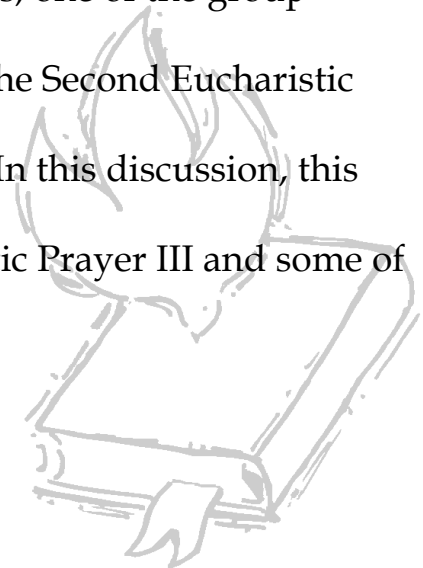 one of the group
he Second Eucharistic
In this discussion, this
ic Prayer III and some of